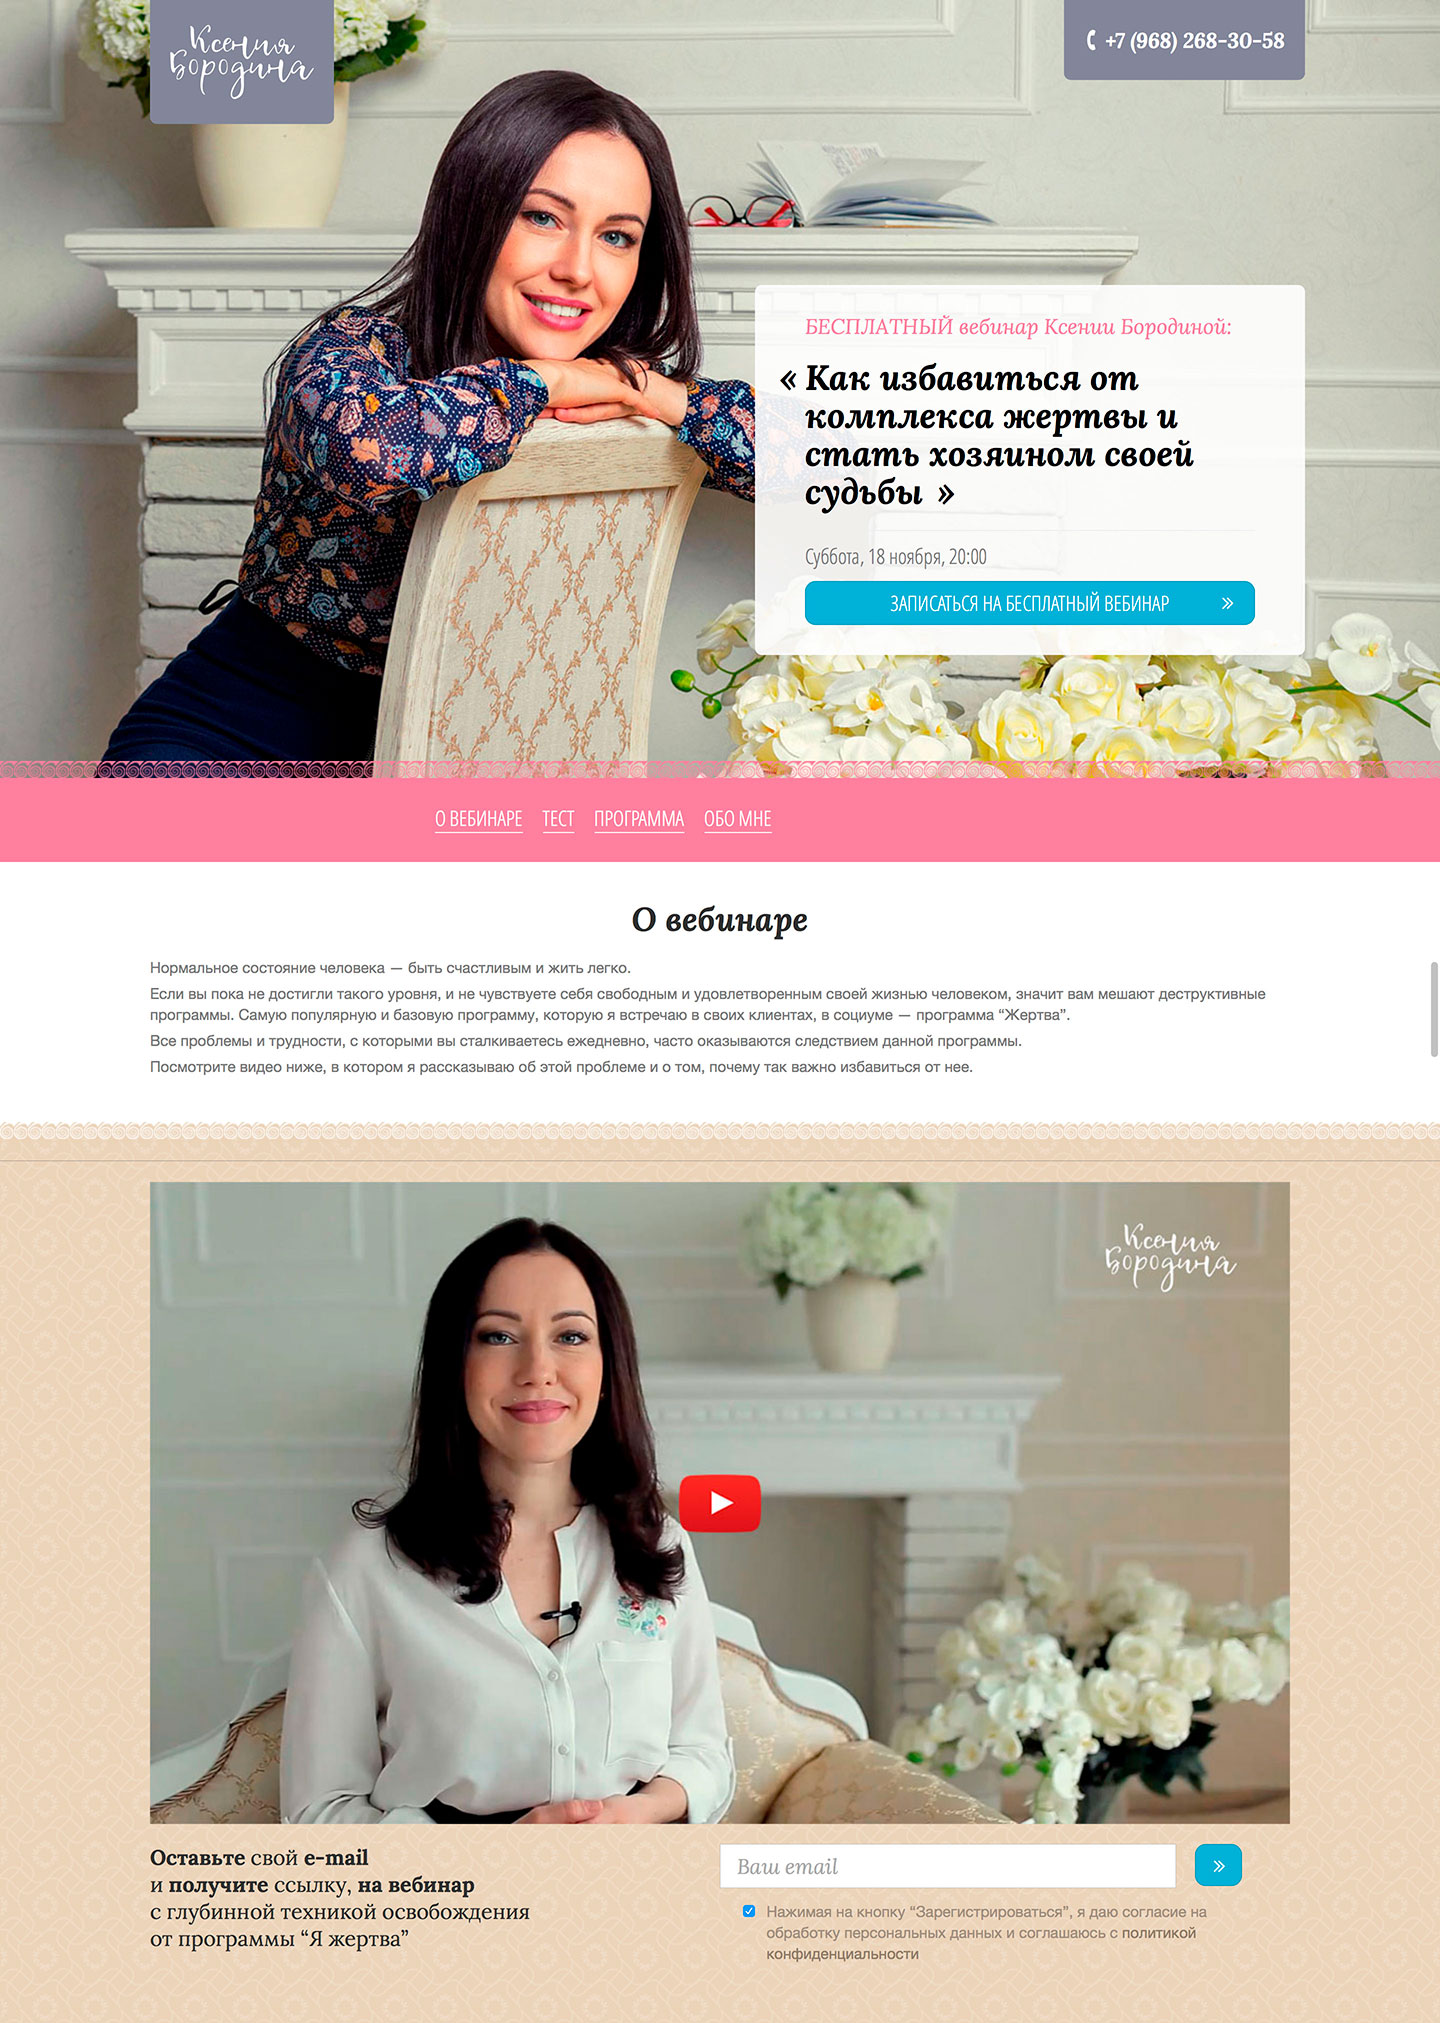 Ксения
Бородина
+7 (968) 268-30-58
БЕСПЛАТНЫЙ вебинар Ксении Бородиной:
« Как избавиться от
комплекса жертвы и
стать хозяином своей
судьбы »
Суббота, 18 ноября, 20:00
ЗАПИСАТЬСЯ НА БЕСПЛАТНЫЙ ВЕБИНАР »
О ВЕБИНАРЕ ТЕСТ ПРОГРАММА ОБО МНЕ
О вебинаре
Нормальное состояние человека — быть счастливым и жить легко.
Если вы пока не достигли такого уровня, и не чувствуете себя свободным и удовлетворенным своей жизнью человеком, значит вам мешают деструктивные
программы. Самую популярную и базовую программу, которую я встречаю в своих клиентах, в социуме — программа “Жертва”.
Все проблемы и трудности, с которыми вы сталкиваетесь ежедневно, часто оказываются следствием данной программы.
Посмотрите видео ниже, в котором я рассказываю об этой проблеме и о том, почему так важно избавиться от нее.
Ксения
Бородина
Оставьте свой e-mail
и получите ссылку, на вебинар
с глубинной техникой освобождения
от программы “Я жертва”
Ваш email
»
Нажимая на кнопку “Зарегистрироваться”, я даю согласие на
обработку персональных данных и соглашаюсь с политикой
конфиденциальности